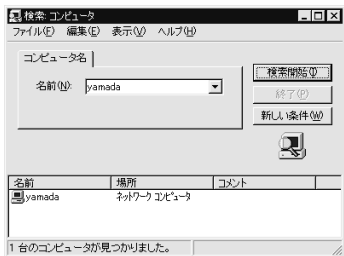 検索: コンピュータ
ファイル(F) 編集(E) 表示(V) ヘルプ(H)
コンピュータ名
名前(N): yamada
検索開始(I)
終了(P)
新しい条件(W)
名前 場所 コメント
yamada ネットワーク コンピュータ
1 台のコンピュータが見つかりました。